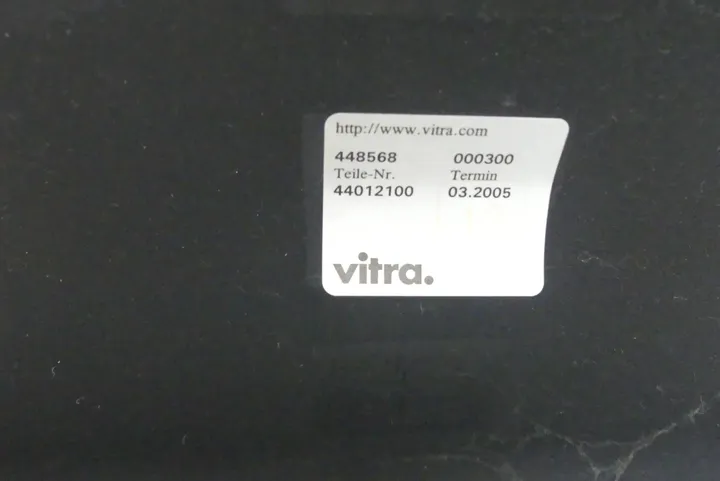 http://www.vitra.com
448568 000300
Teile-Nr. Termin
44012100 03.2005
vitra.